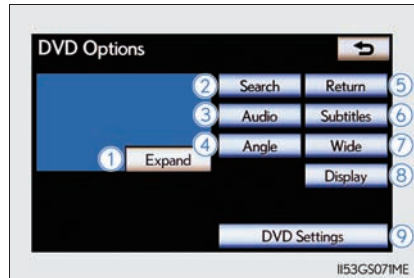 DVD Options
② Search Return ⑤
③ Audio Subtitles ⑥
① Expand ④ Angle Wide ⑦
Display ⑧
DVD Settings ⑨
II53GS071ME